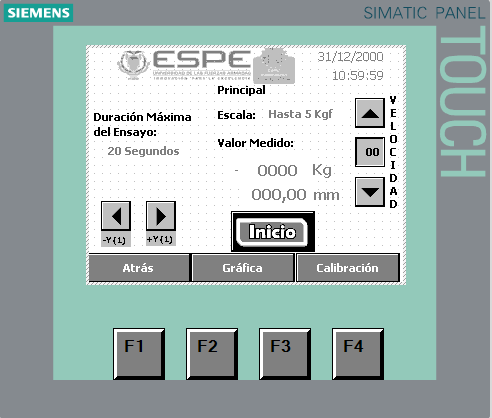 SIEMENS
SIMATIC PANEL
TOUCH
ESPE
UNIVERSIDAD DE LAS FUERZAS ARMADAS
INNOVACIÓN PARA LA EXCELENCIA
31/12/2000
10:59:59
Principal
Duración Máxima
del Ensayo:
20 Segundos
Escala: Hasta 5 Kgf
Valor Medido:
- 0000 Kg
000,00 mm
VELOCIDAD
00
-Y(1)
+Y(1)
Inicio
Atrás
Gráfica
Calibración
F1
F2
F3
F4